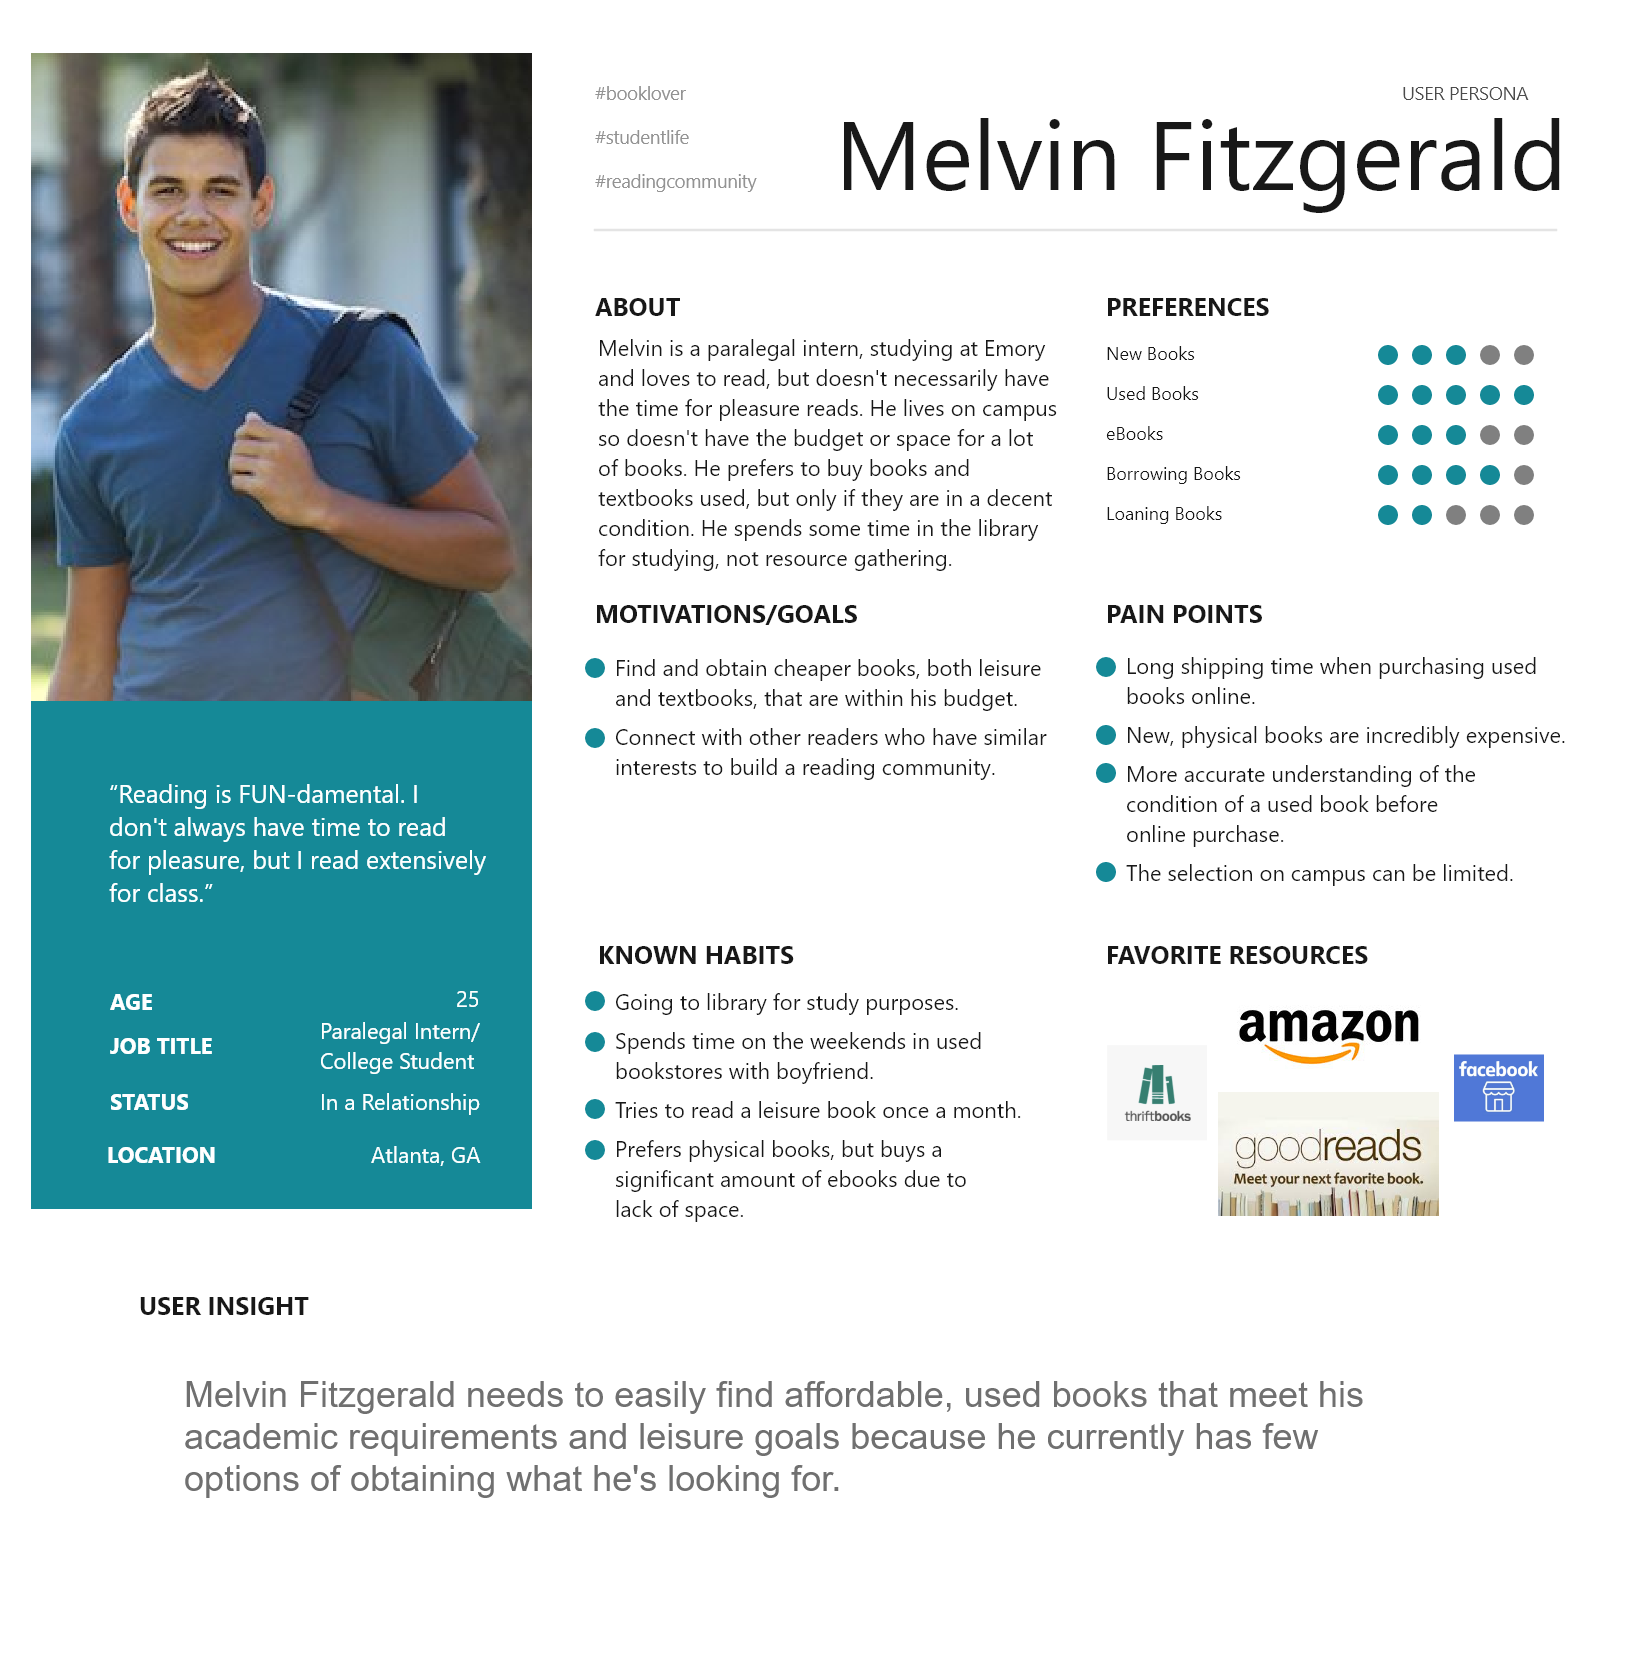 #booklover
#studentlife
#readingcommunity
USER PERSONA
Melvin Fitzgerald
“Reading is FUN-damental. I
don't always have time to read
for pleasure, but I read extensively
for class.”
AGE 25
JOB TITLE Paralegal Intern/
College Student
STATUS In a Relationship
LOCATION Atlanta, GA
ABOUT
Melvin is a paralegal intern, studying at Emory
and loves to read, but doesn't necessarily have
the time for pleasure reads. He lives on campus
so doesn't have the budget or space for a lot
of books. He prefers to buy books and
textbooks used, but only if they are in a decent
condition. He spends some time in the library
for studying, not resource gathering.
PREFERENCES
New Books
Used Books
eBooks
Borrowing Books
Loaning Books
MOTIVATIONS/GOALS
Find and obtain cheaper books, both leisure
and textbooks, that are within his budget.
Connect with other readers who have similar
interests to build a reading community.
PAIN POINTS
Long shipping time when purchasing used
books online.
New, physical books are incredibly expensive.
More accurate understanding of the
condition of a used book before
online purchase.
The selection on campus can be limited.
KNOWN HABITS
Going to library for study purposes.
Spends time on the weekends in used
bookstores with boyfriend.
Tries to read a leisure book once a month.
Prefers physical books, but buys a
significant amount of ebooks due to
lack of space.
FAVORITE RESOURCES
amazon
thriftbooks
facebook
goodreads
Meet your next favorite book.
USER INSIGHT
Melvin Fitzgerald needs to easily find affordable, used books that meet his
academic requirements and leisure goals because he currently has few
options of obtaining what he's looking for.